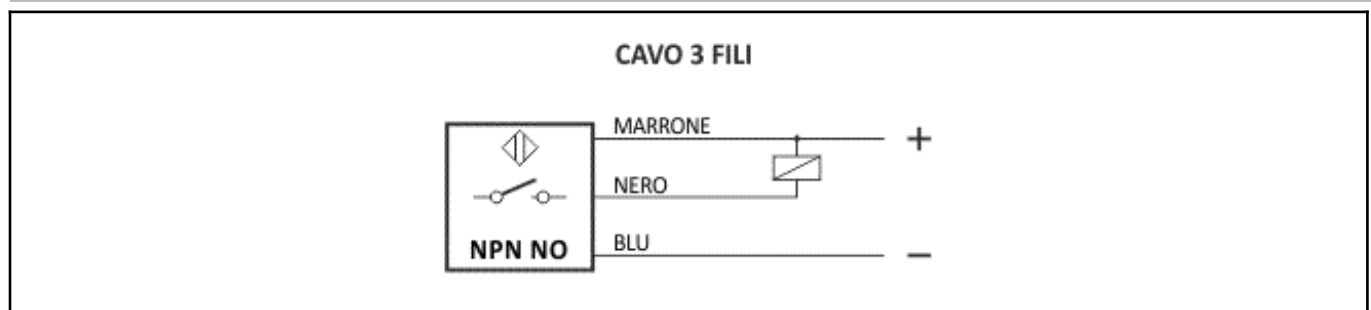 CAVO 3 FILI
MARRONE
+
NERO
NPN NO
BLU
−